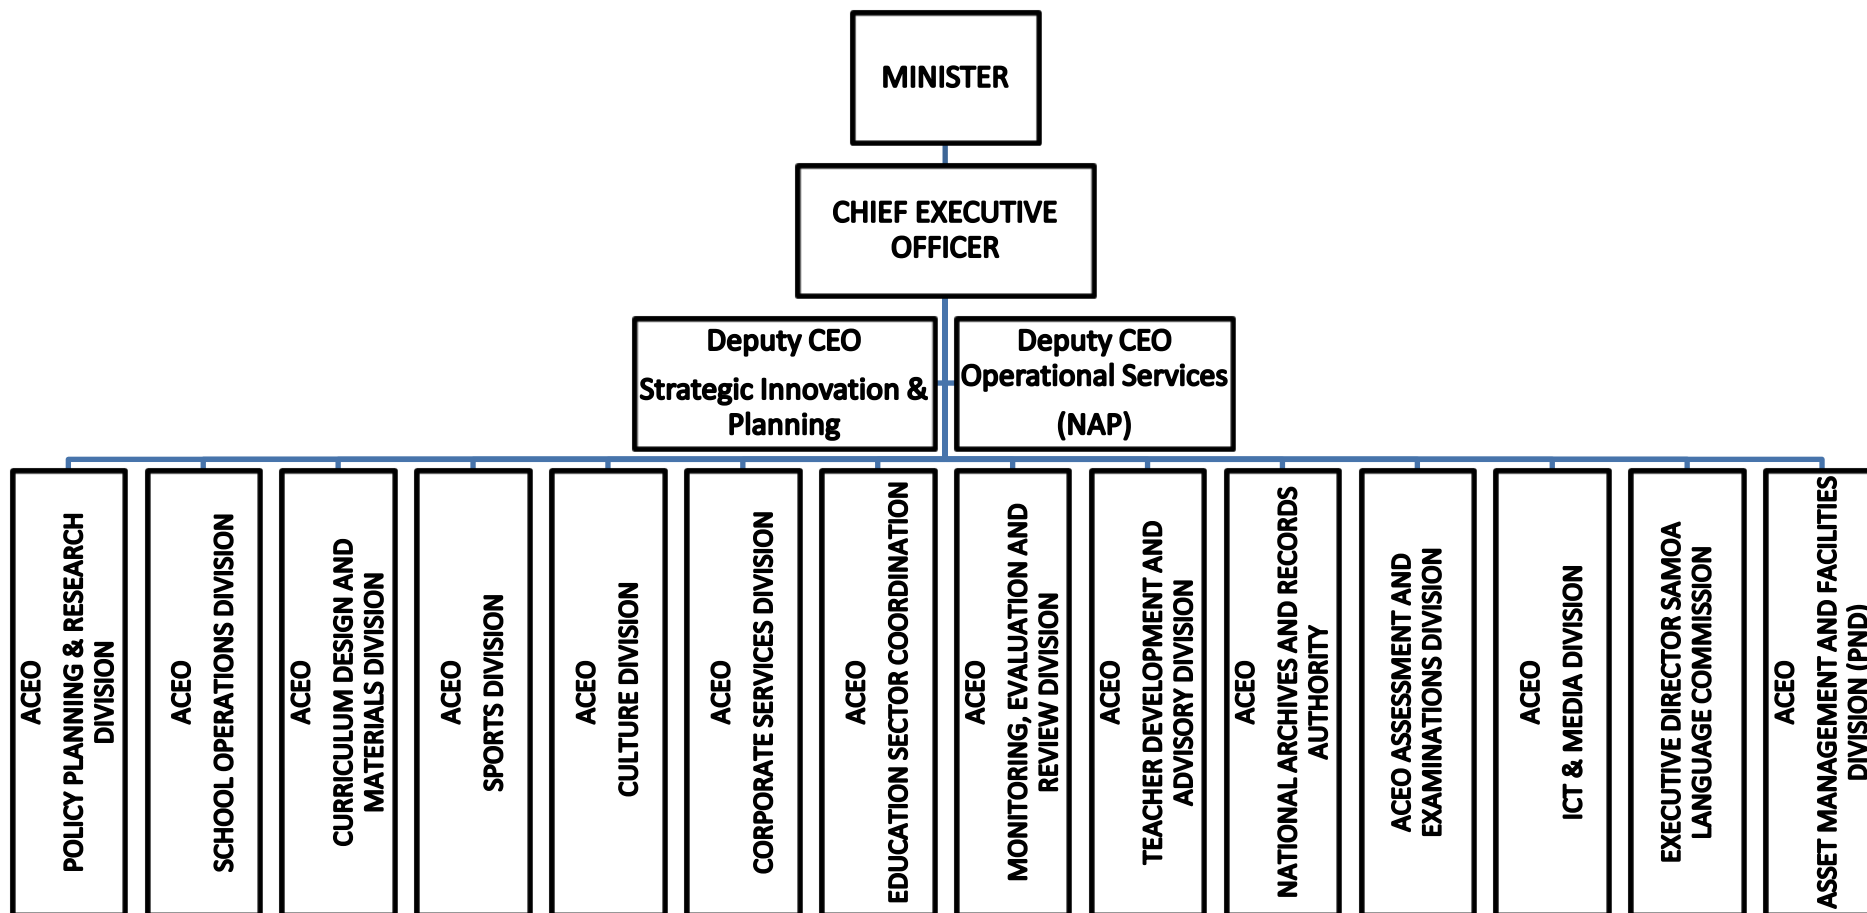 MINISTER
CHIEF EXECUTIVE
OFFICER
Deputy CEO
Strategic Innovation &
Planning
Deputy CEO
Operational Services
(NAP)
ACEO
POLICY PLANNING & RESEARCH
DIVISION
ACEO
SCHOOL OPERATIONS DIVISION
ACEO
CURRICULUM DESIGN AND
MATERIALS DIVISION
ACEO
SPORTS DIVISION
ACEO
CULTURE DIVISION
ACEO
CORPORATE SERVICES DIVISION
ACEO
EDUCATION SECTOR COORDINATION
ACEO
MONITORING, EVALUATION AND
REVIEW DIVISION
ACEO
TEACHER DEVELOPMENT AND
ADVISORY DIVISION
ACEO
NATIONAL ARCHIVES AND RECORDS
AUTHORITY
ACEO ASSESSMENT AND
EXAMINATIONS DIVISION
ACEO
ICT & MEDIA DIVISION
EXECUTIVE DIRECTOR SAMOA
LANGUAGE COMMISSION
ACEO
ASSET MANAGEMENT AND FACILITIES
DIVISION (PND)